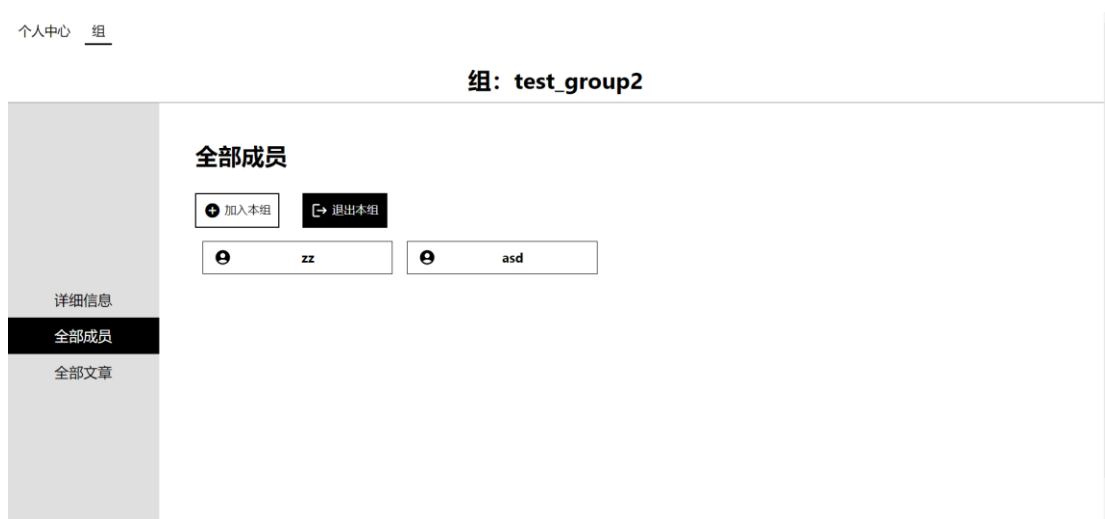 个人中心 组
组：test_group2
全部成员
加入本组 退出本组
zz asd
详细信息
全部成员
全部文章